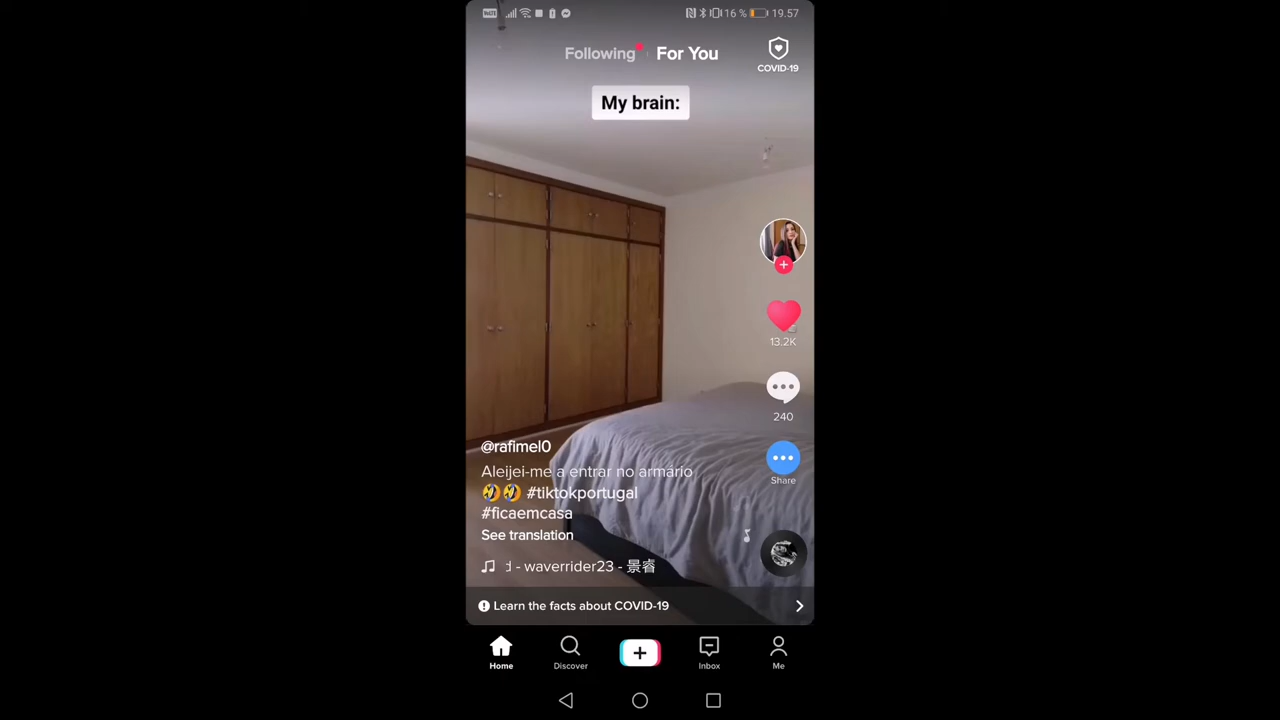 VoLTE
16 % 19.57
Following For You
COVID-19
My brain:
13.2K
240
@rafimel0
Aleijei-me a entrar no armário
🤣🤣 #tiktokportugal
#ficaemcasa
See translation
Share
- waverrider23 - 景睿
Learn the facts about COVID-19
Home Discover Inbox Me